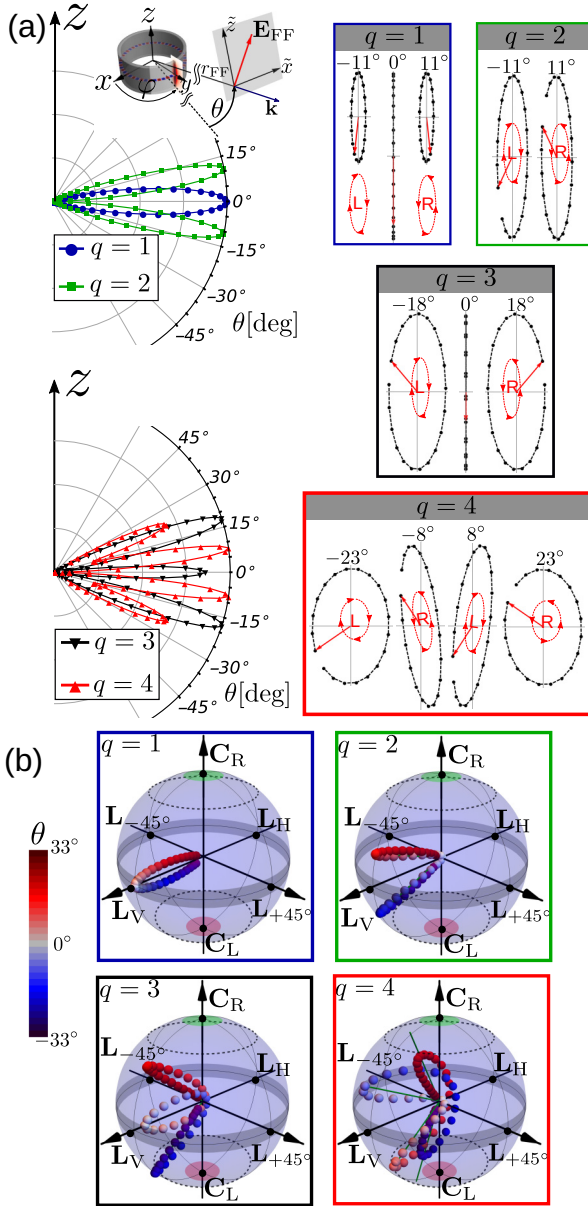 (a)
z
z
x
y
φ
r_FF
θ
z̃
x̃
E_FF
k
15°
0°
−15°
−30°
−45°
θ[deg]
q = 1
q = 2
q = 1
−11° 0° 11°
L R
q = 2
−11° 11°
L R
q = 3
−18° 0° 18°
L R
z
45°
30°
15°
0°
−15°
−30°
−45°
θ[deg]
q = 3
q = 4
q = 4
−23° −8° 8° 23°
L R L R
(b)
θ
33°
0°
−33°
q = 1
C_R
L_−45°
L_H
L_V
L_+45°
C_L
q = 2
C_R
L_−45°
L_H
L_V
L_+45°
C_L
q = 3
C_R
L_−45°
L_H
L_V
L_+45°
C_L
q = 4
C_R
L_−45°
L_H
L_V
L_+45°
C_L